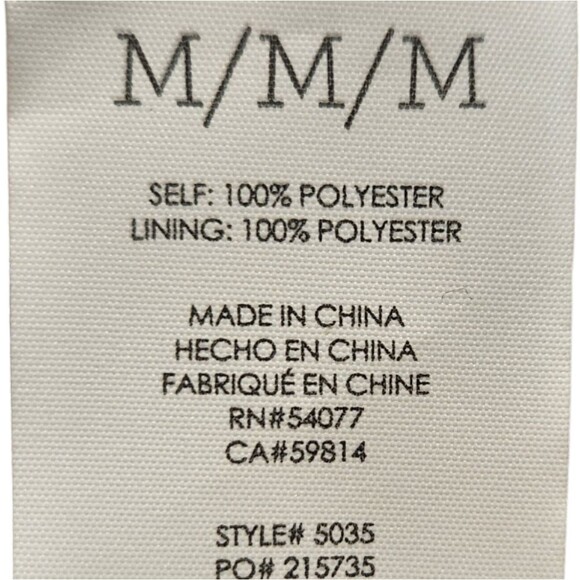 M/M/M
SELF: 100% POLYESTER
LINING: 100% POLYESTER
MADE IN CHINA
HECHO EN CHINA
FABRIQUÉ EN CHINE
RN#54077
CA#59814
STYLE# 5035
PO# 215735